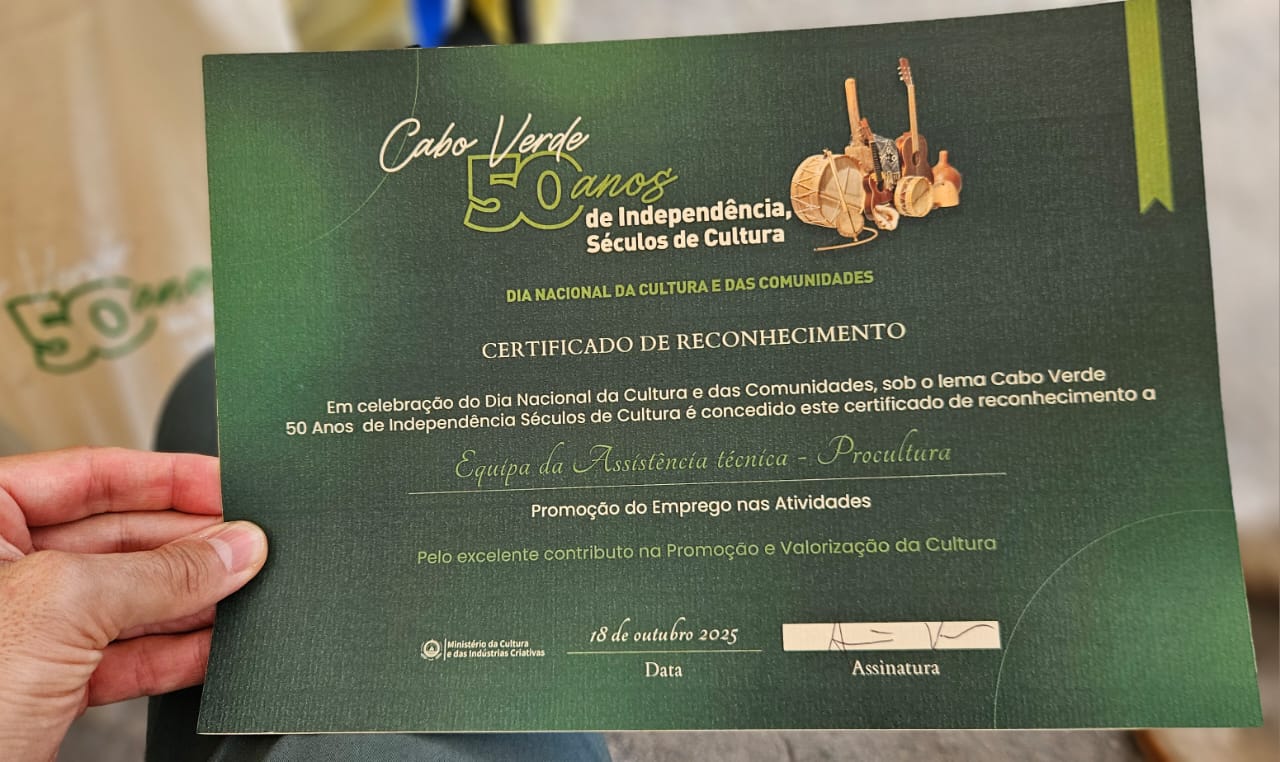 Cabo Verde
50 anos
de Independência,
Séculos de Cultura
DIA NACIONAL DA CULTURA E DAS COMUNIDADES
CERTIFICADO DE RECONHECIMENTO
Em celebração do Dia Nacional da Cultura e das Comunidades, sob o lema Cabo Verde
50 Anos de Independência Séculos de Cultura é concedido este certificado de reconhecimento a
Equipa da Assistência técnica - Procultura
Promoção do Emprego nas Atividades
Pelo excelente contributo na Promoção e Valorização da Cultura
Ministério da Cultura
e das Indústrias Criativas
18 de outubro 2025
Data
Assinatura
50 anos